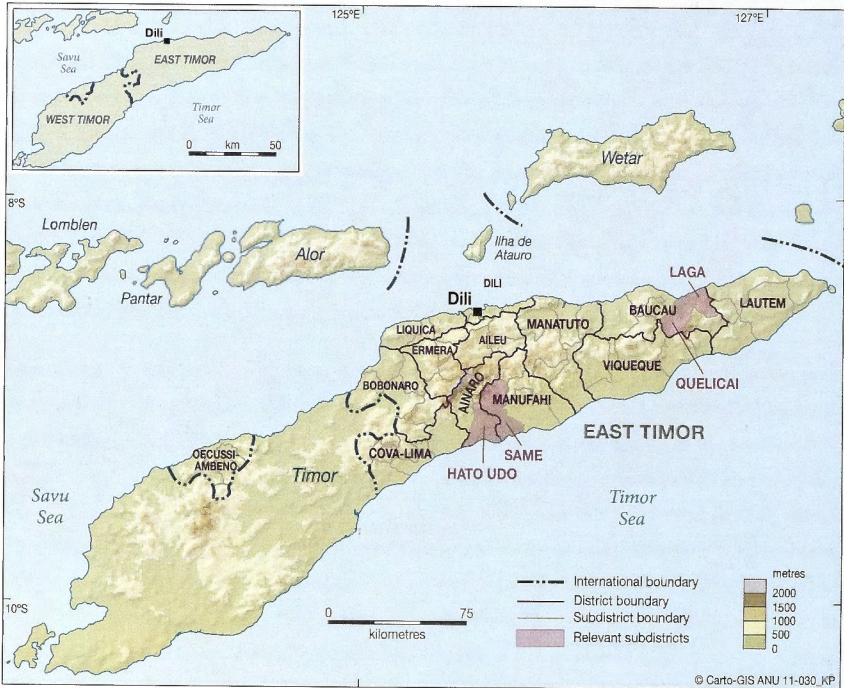 125°E
127°E
8°S
10°S
Dili
Savu
Sea
EAST TIMOR
WEST TIMOR
Timor
Sea
0 km 50
Wetar
Lomblen
Alor
Pantar
Ilha de
Atauro
DILI
Dili
LAGA
LIQUICA
AILEU
MANATUTO
BAUCAU
LAUTEM
ERMERA
VIQUEQUE
BOBONARO
AINARO
MANUFAHI
QUELICAI
EAST TIMOR
OECUSSI-
AMBENO
COVA-LIMA
SAME
HATO UDO
Timor
Savu
Sea
Timor
Sea
International boundary
District boundary
Subdistrict boundary
Relevant subdistricts
metres
2000
1500
1000
500
0
0 75
kilometres
© Carto-GIS ANU 11-030_KP